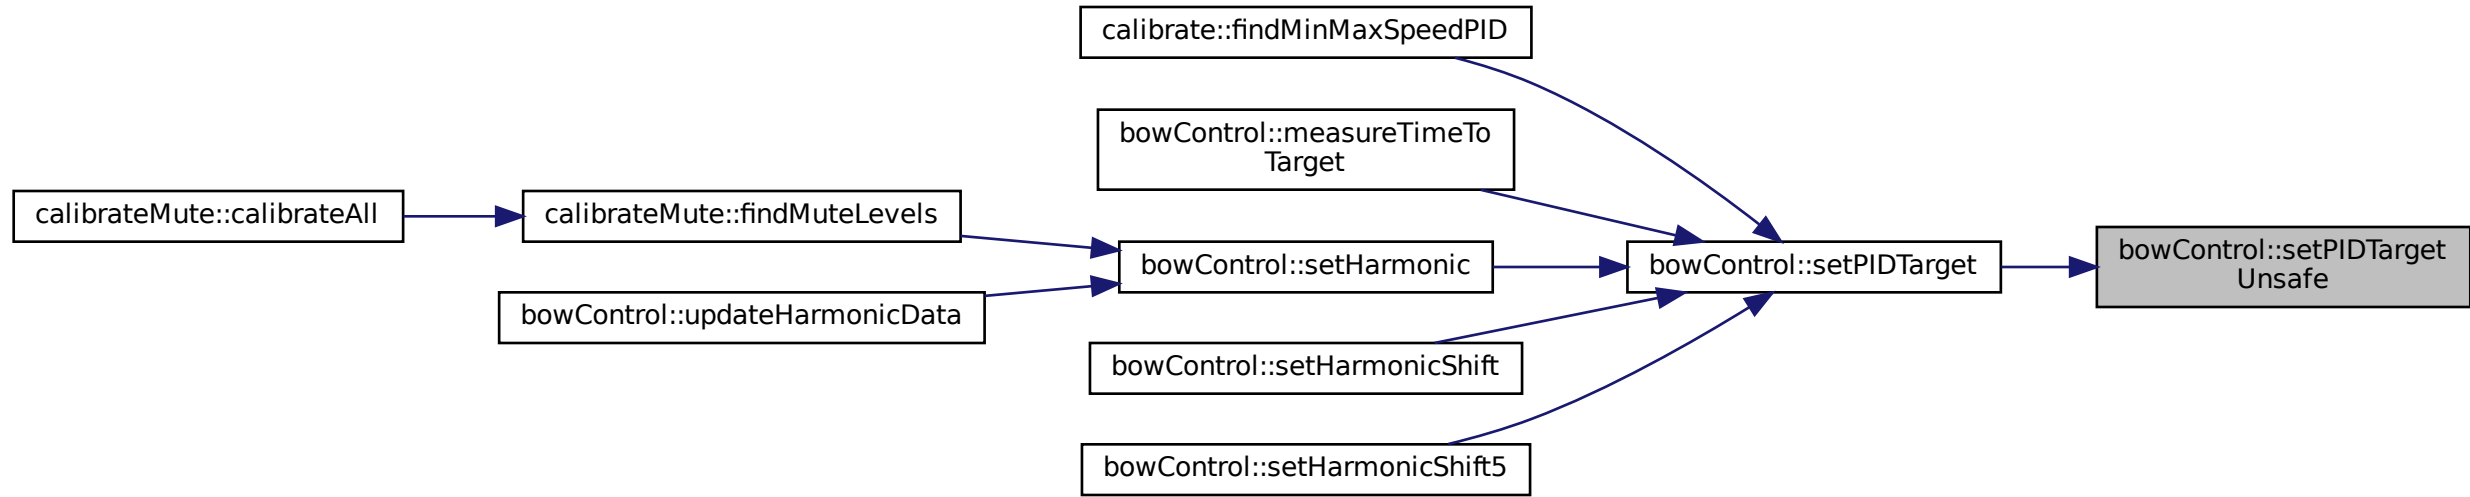 calibrate::findMinMaxSpeedPID
bowControl::measureTimeTo
Target
calibrateMute::calibrateAll
calibrateMute::findMuteLevels
bowControl::setHarmonic
bowControl::setPIDTarget
bowControl::setPIDTarget
Unsafe
bowControl::updateHarmonicData
bowControl::setHarmonicShift
bowControl::setHarmonicShift5